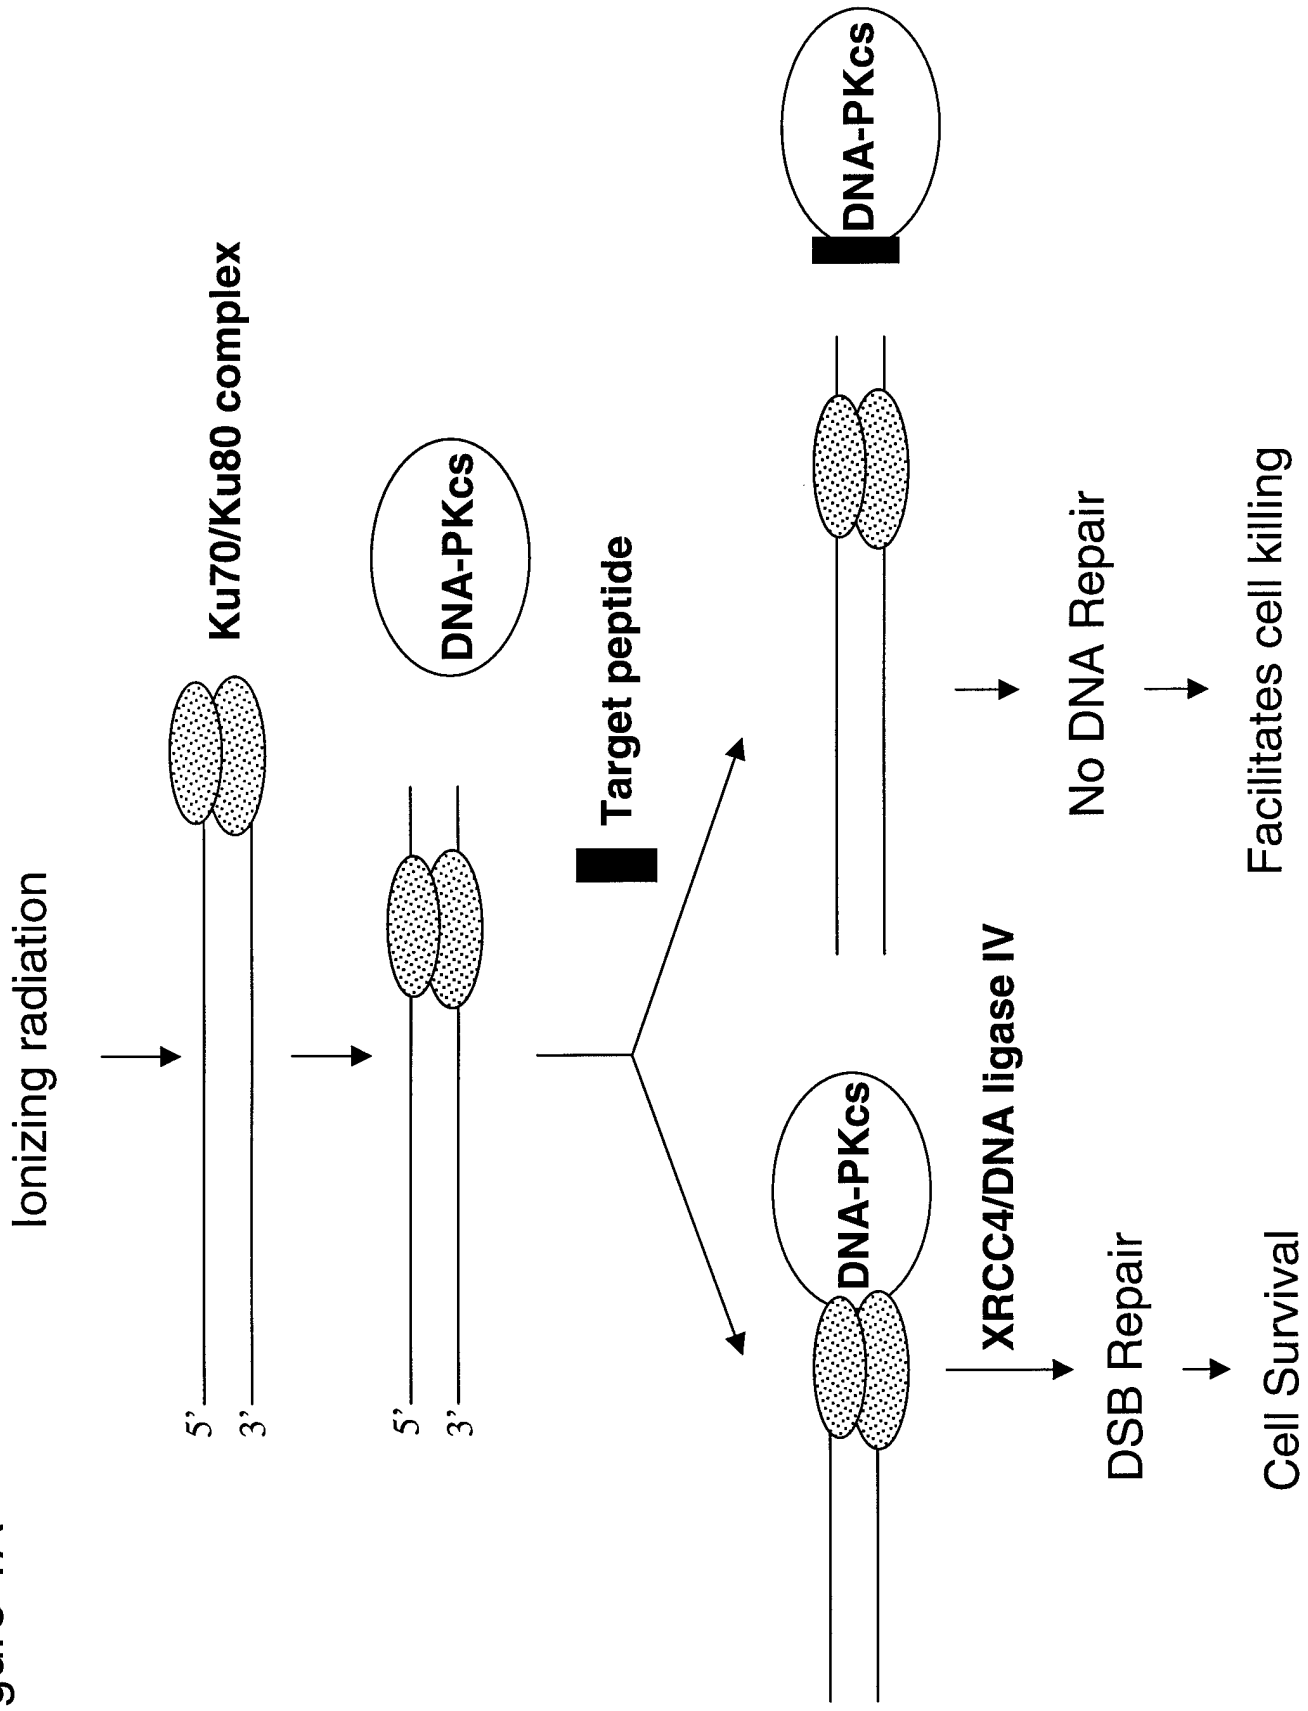 Ionizing radiation
Ku70/Ku80 complex
5'
3'
DNA-PKcs
5'
3'
Target peptide
DNA-PKcs
DNA-PKcs
XRCC4/DNA ligase IV
No DNA Repair
DSB Repair
Facilitates cell killing
Cell Survival